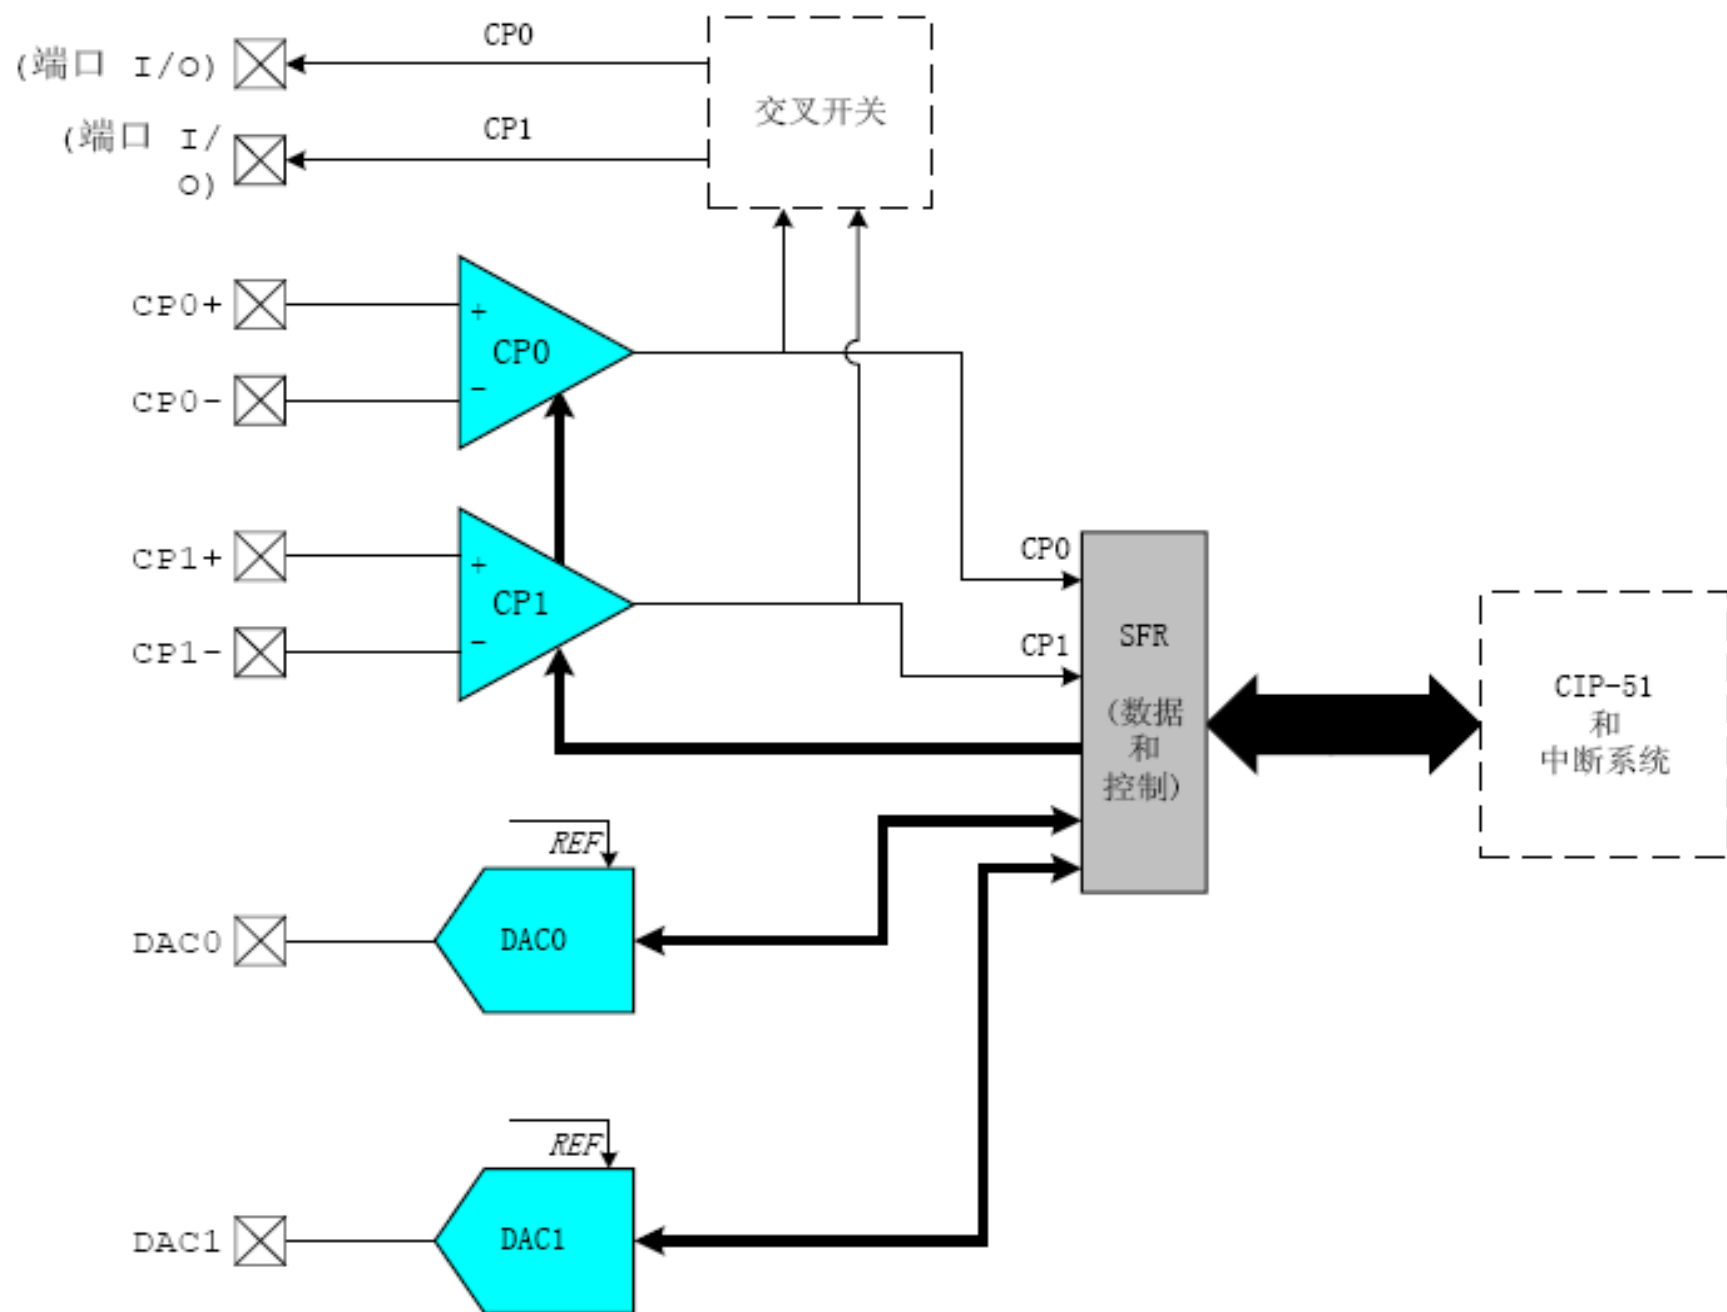 CP0
(端口 I/O)
交叉开关
CP1
(端口 I/
O)
CP0+
+
CP0
CP0-
-
CP1+
+
CP1
CP1-
-
CP0
CP1
SFR
(数据
和
控制)
CIP-51
和
中断系统
REF
DAC0
DAC0
REF
DAC1
DAC1